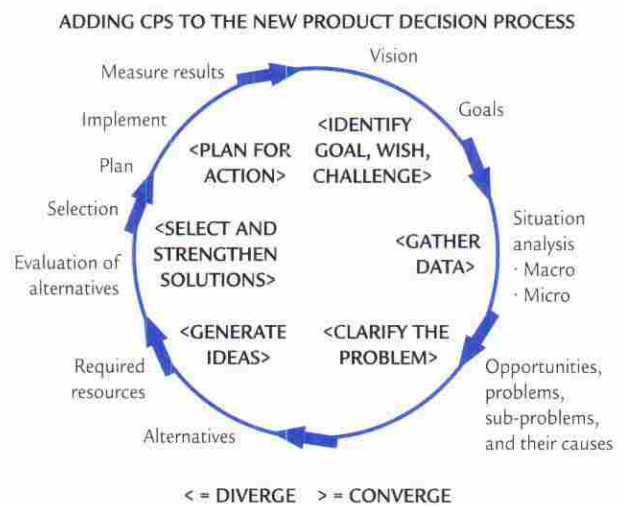 ADDING CPS TO THE NEW PRODUCT DECISION PROCESS
Vision
Goals
Situation
analysis
· Macro
· Micro
Opportunities,
problems,
sub-problems,
and their causes
Alternatives
Required
resources
Evaluation of
alternatives
Selection
Plan
Implement
Measure results
<IDENTIFY
GOAL, WISH,
CHALLENGE>
<GATHER
DATA>
<CLARIFY THE
PROBLEM>
<GENERATE
IDEAS>
<SELECT AND
STRENGTHEN
SOLUTIONS>
<PLAN FOR
ACTION>
< = DIVERGE > = CONVERGE